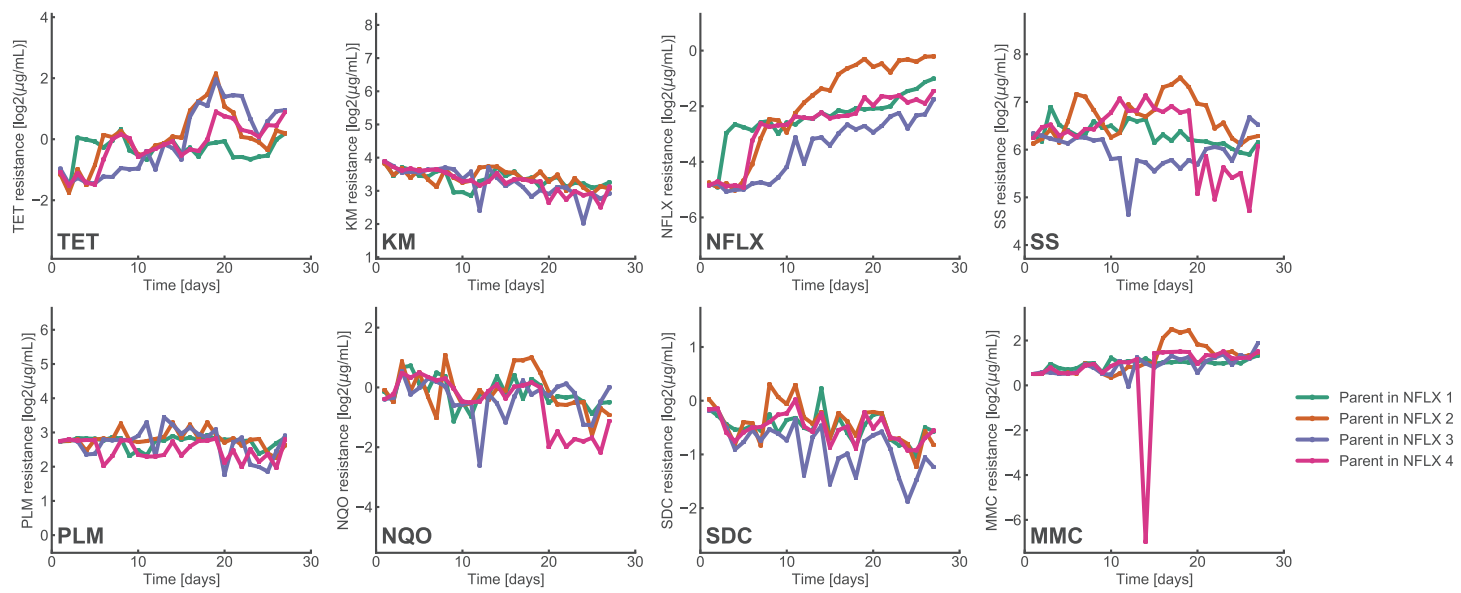 TET resistance [log2(μg/mL)]
4
2
0
−2
TET
0
10
20
30
Time [days]
KM resistance [log2(μg/mL)]
8
7
6
5
4
3
2
1
KM
0
10
20
30
Time [days]
NFLX resistance [log2(μg/mL)]
0
−2
−4
−6
NFLX
0
10
20
30
Time [days]
SS resistance [log2(μg/mL)]
8
7
6
5
4
SS
0
10
20
30
Time [days]
PLM resistance [log2(μg/mL)]
6
5
4
3
2
1
0
PLM
0
10
20
30
Time [days]
NQO resistance [log2(μg/mL)]
2
0
−2
−4
NQO
0
10
20
30
Time [days]
SDC resistance [log2(μg/mL)]
1
0
−1
−2
SDC
0
10
20
30
Time [days]
MMC resistance [log2(μg/mL)]
2
0
−2
−4
−6
MMC
0
10
20
30
Time [days]
Parent in NFLX 1
Parent in NFLX 2
Parent in NFLX 3
Parent in NFLX 4